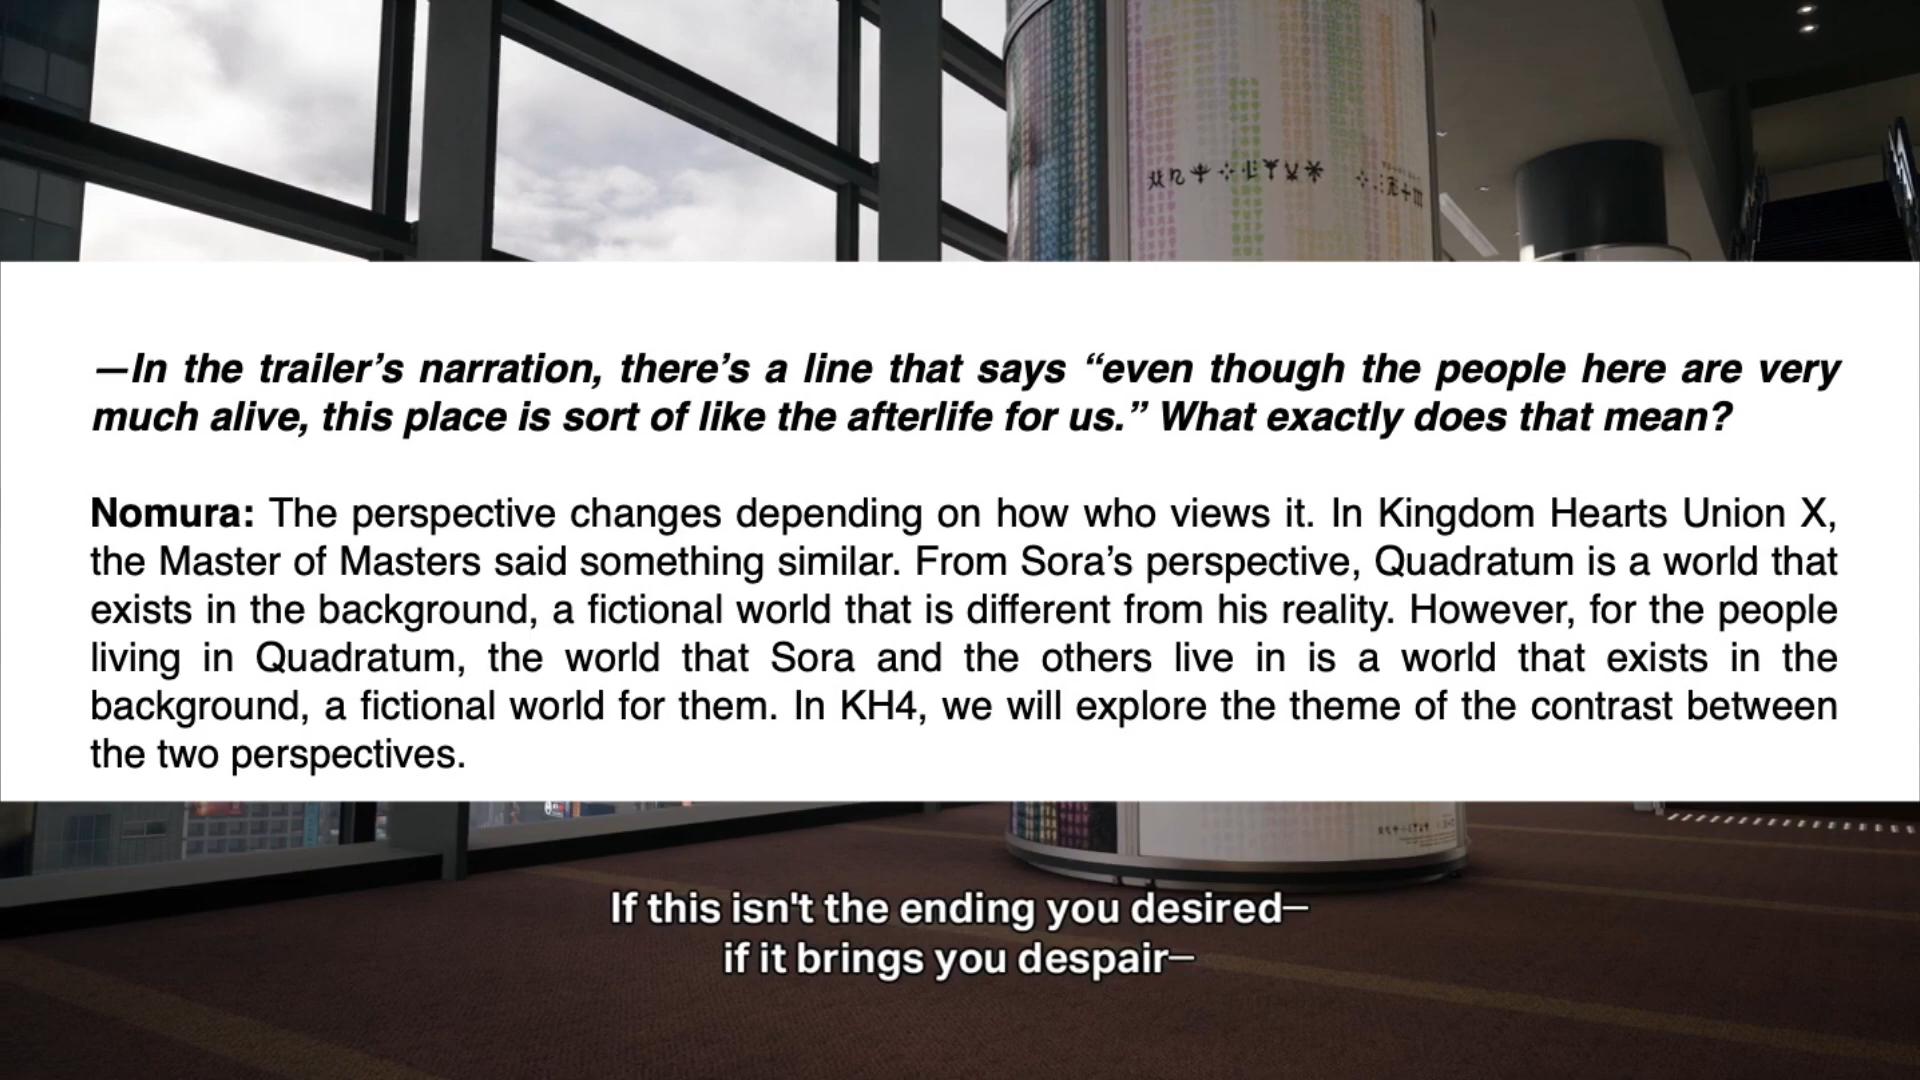 —In the trailer’s narration, there’s a line that says “even though the people here are very
much alive, this place is sort of like the afterlife for us.” What exactly does that mean?
Nomura: The perspective changes depending on how who views it. In Kingdom Hearts Union X,
the Master of Masters said something similar. From Sora’s perspective, Quadratum is a world that
exists in the background, a fictional world that is different from his reality. However, for the people
living in Quadratum, the world that Sora and the others live in is a world that exists in the
background, a fictional world for them. In KH4, we will explore the theme of the contrast between
the two perspectives.
If this isn't the ending you desired—
if it brings you despair—